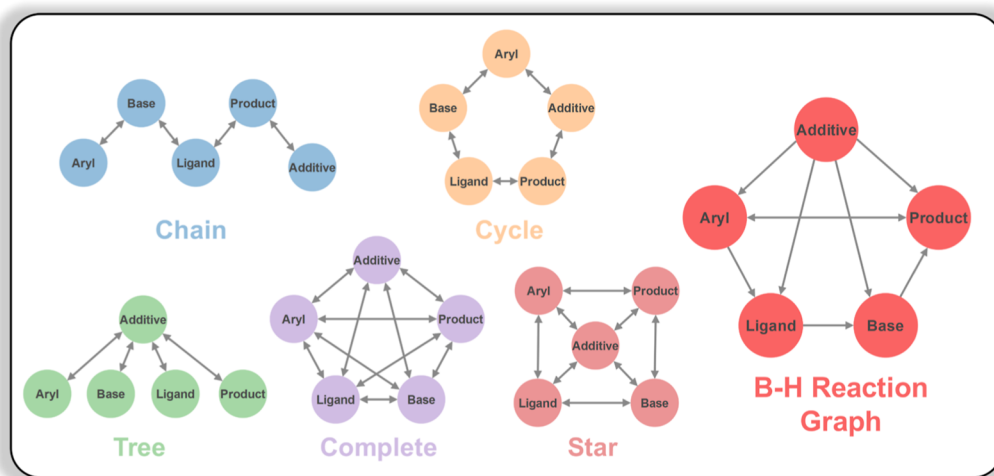 Base
Product
Aryl
Ligand
Additive
Chain
Aryl
Base
Additive
Ligand
Product
Cycle
Additive
Aryl
Base
Ligand
Product
Tree
Additive
Aryl
Product
Ligand
Base
Complete
Aryl
Product
Additive
Ligand
Base
Star
Additive
Aryl
Product
Ligand
Base
B-H Reaction
Graph